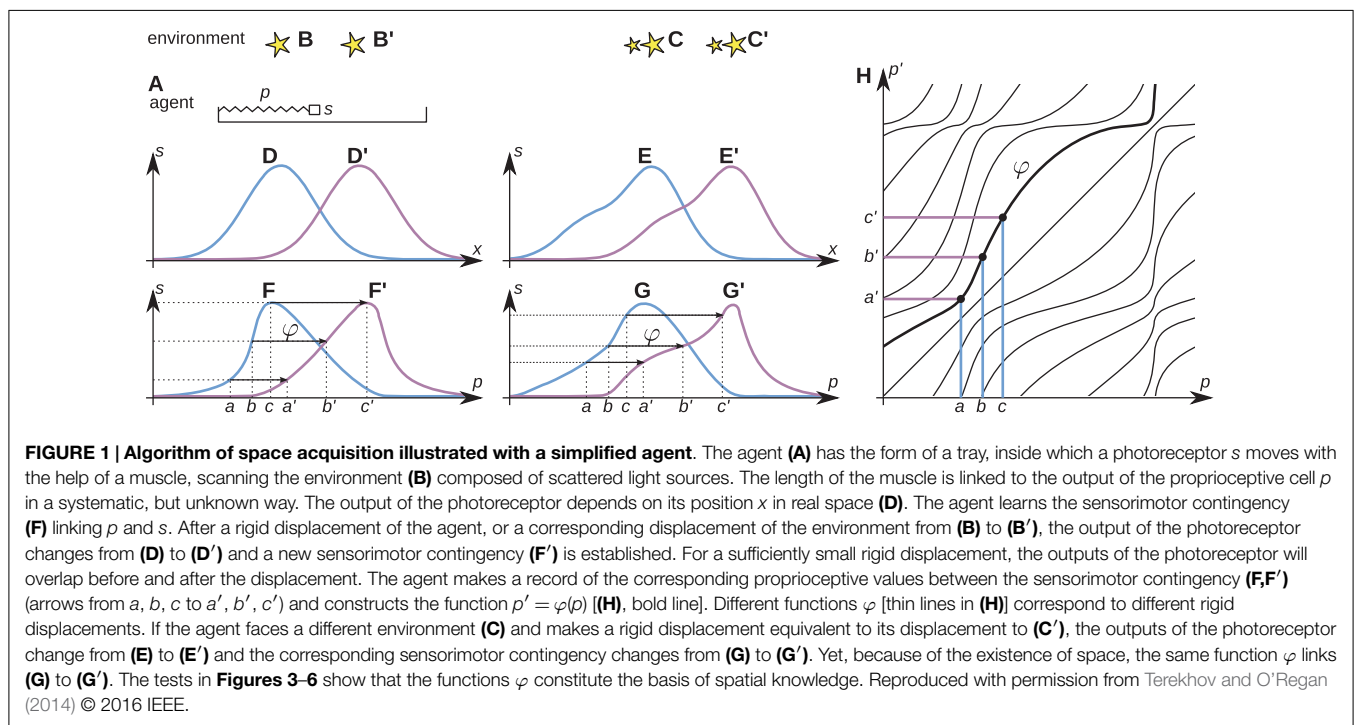 environment B B' C C'
A
agent
p
s
H p'
s D D' x
s E E' x
φ
c'
b'
a'
s F F' φ p
a b c a' b' c'
s G G' φ p
a b c a' b' c'
a b c p
FIGURE 1 | Algorithm of space acquisition illustrated with a simplified agent. The agent (A) has the form of a tray, inside which a photoreceptor s moves with
the help of a muscle, scanning the environment (B) composed of scattered light sources. The length of the muscle is linked to the output of the proprioceptive cell p
in a systematic, but unknown way. The output of the photoreceptor depends on its position x in real space (D). The agent learns the sensorimotor contingency
(F) linking p and s. After a rigid displacement of the agent, or a corresponding displacement of the environment from (B) to (B′), the output of the photoreceptor
changes from (D) to (D′) and a new sensorimotor contingency (F′) is established. For a sufficiently small rigid displacement, the outputs of the photoreceptor will
overlap before and after the displacement. The agent makes a record of the corresponding proprioceptive values between the sensorimotor contingency (F,F′)
(arrows from a, b, c to a′, b′, c′) and constructs the function p′ = φ(p) [(H), bold line]. Different functions φ [thin lines in (H)] correspond to different rigid
displacements. If the agent faces a different environment (C) and makes a rigid displacement equivalent to its displacement to (C′), the outputs of the photoreceptor
change from (E) to (E′) and the corresponding sensorimotor contingency changes from (G) to (G′). Yet, because of the existence of space, the same function φ links
(G) to (G′). The tests in Figures 3–6 show that the functions φ constitute the basis of spatial knowledge. Reproduced with permission from Terekhov and O'Regan
(2014) © 2016 IEEE.